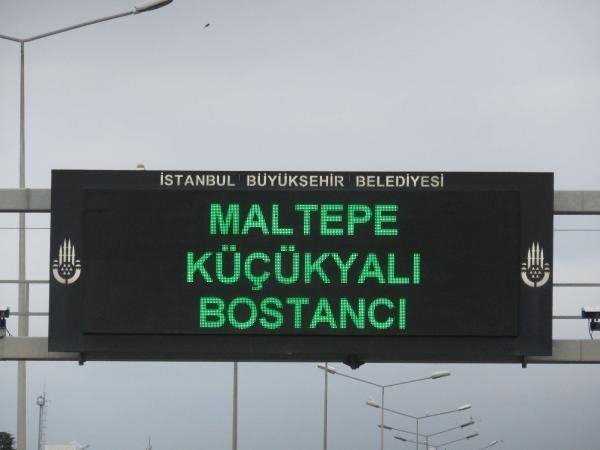 İSTANBUL BÜYÜKŞEHİR BELEDİYESİ
MALTEPE
KÜÇÜKYALI
BOSTANCI